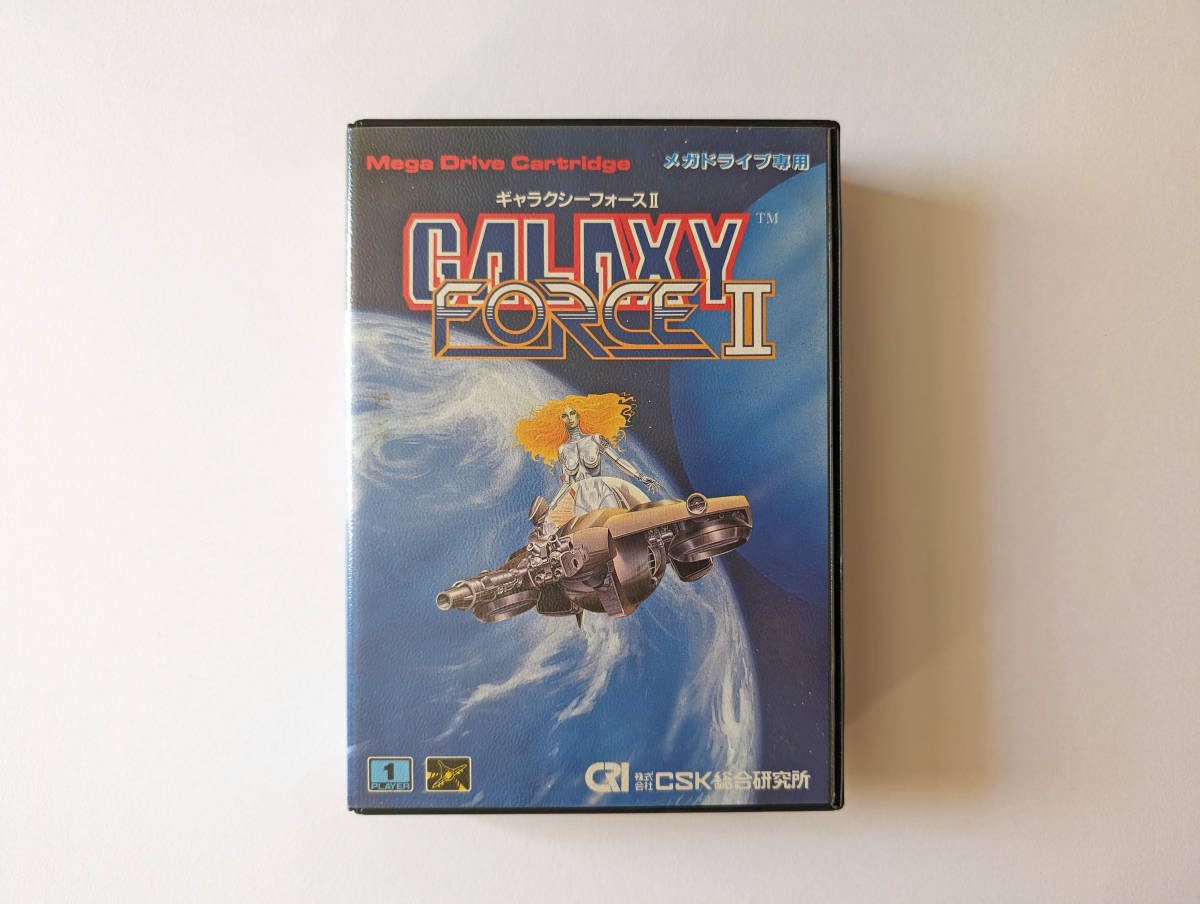 Mega Drive Cartridge メガドライブ専用
ギャラクシーフォースⅡ
GALAXY TM
FORCE Ⅱ
1
PLAYER
CRI 株式会社 CSK総合研究所